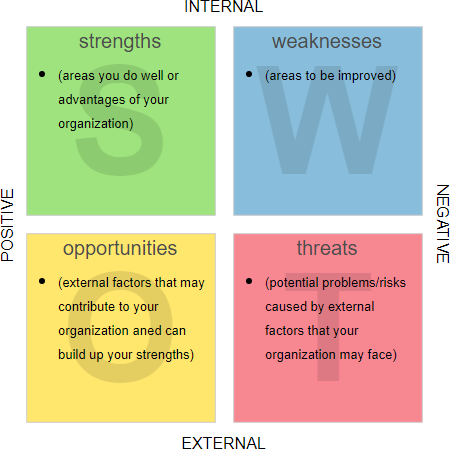 INTERNAL
strengths
S
• (areas you do well or
advantages of your
organization)
weaknesses
W
• (areas to be improved)
POSITIVE
NEGATIVE
opportunities
O
• (external factors that may
contribute to your
organization aned can
build up your strengths)
threats
T
• (potential problems/risks
caused by external
factors that your
organization may face)
EXTERNAL